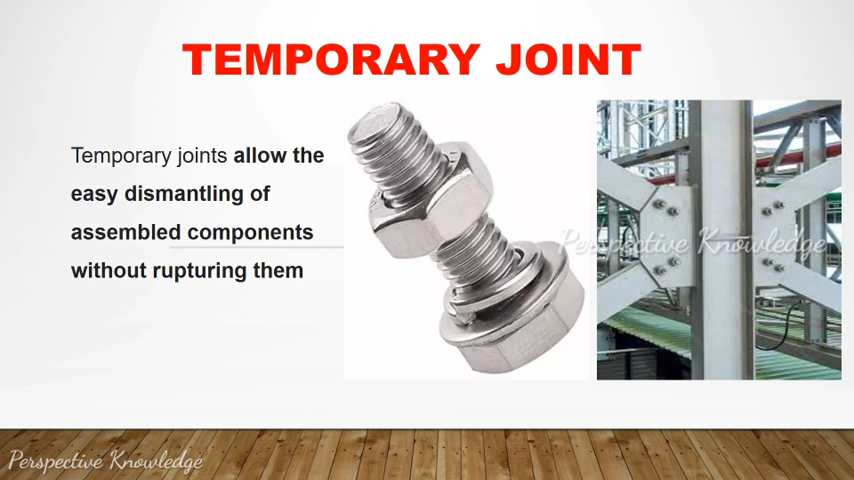 TEMPORARY JOINT
Temporary joints allow the
easy dismantling of
assembled components
without rupturing them
Perspective Knowledge
Perspective Knowledge